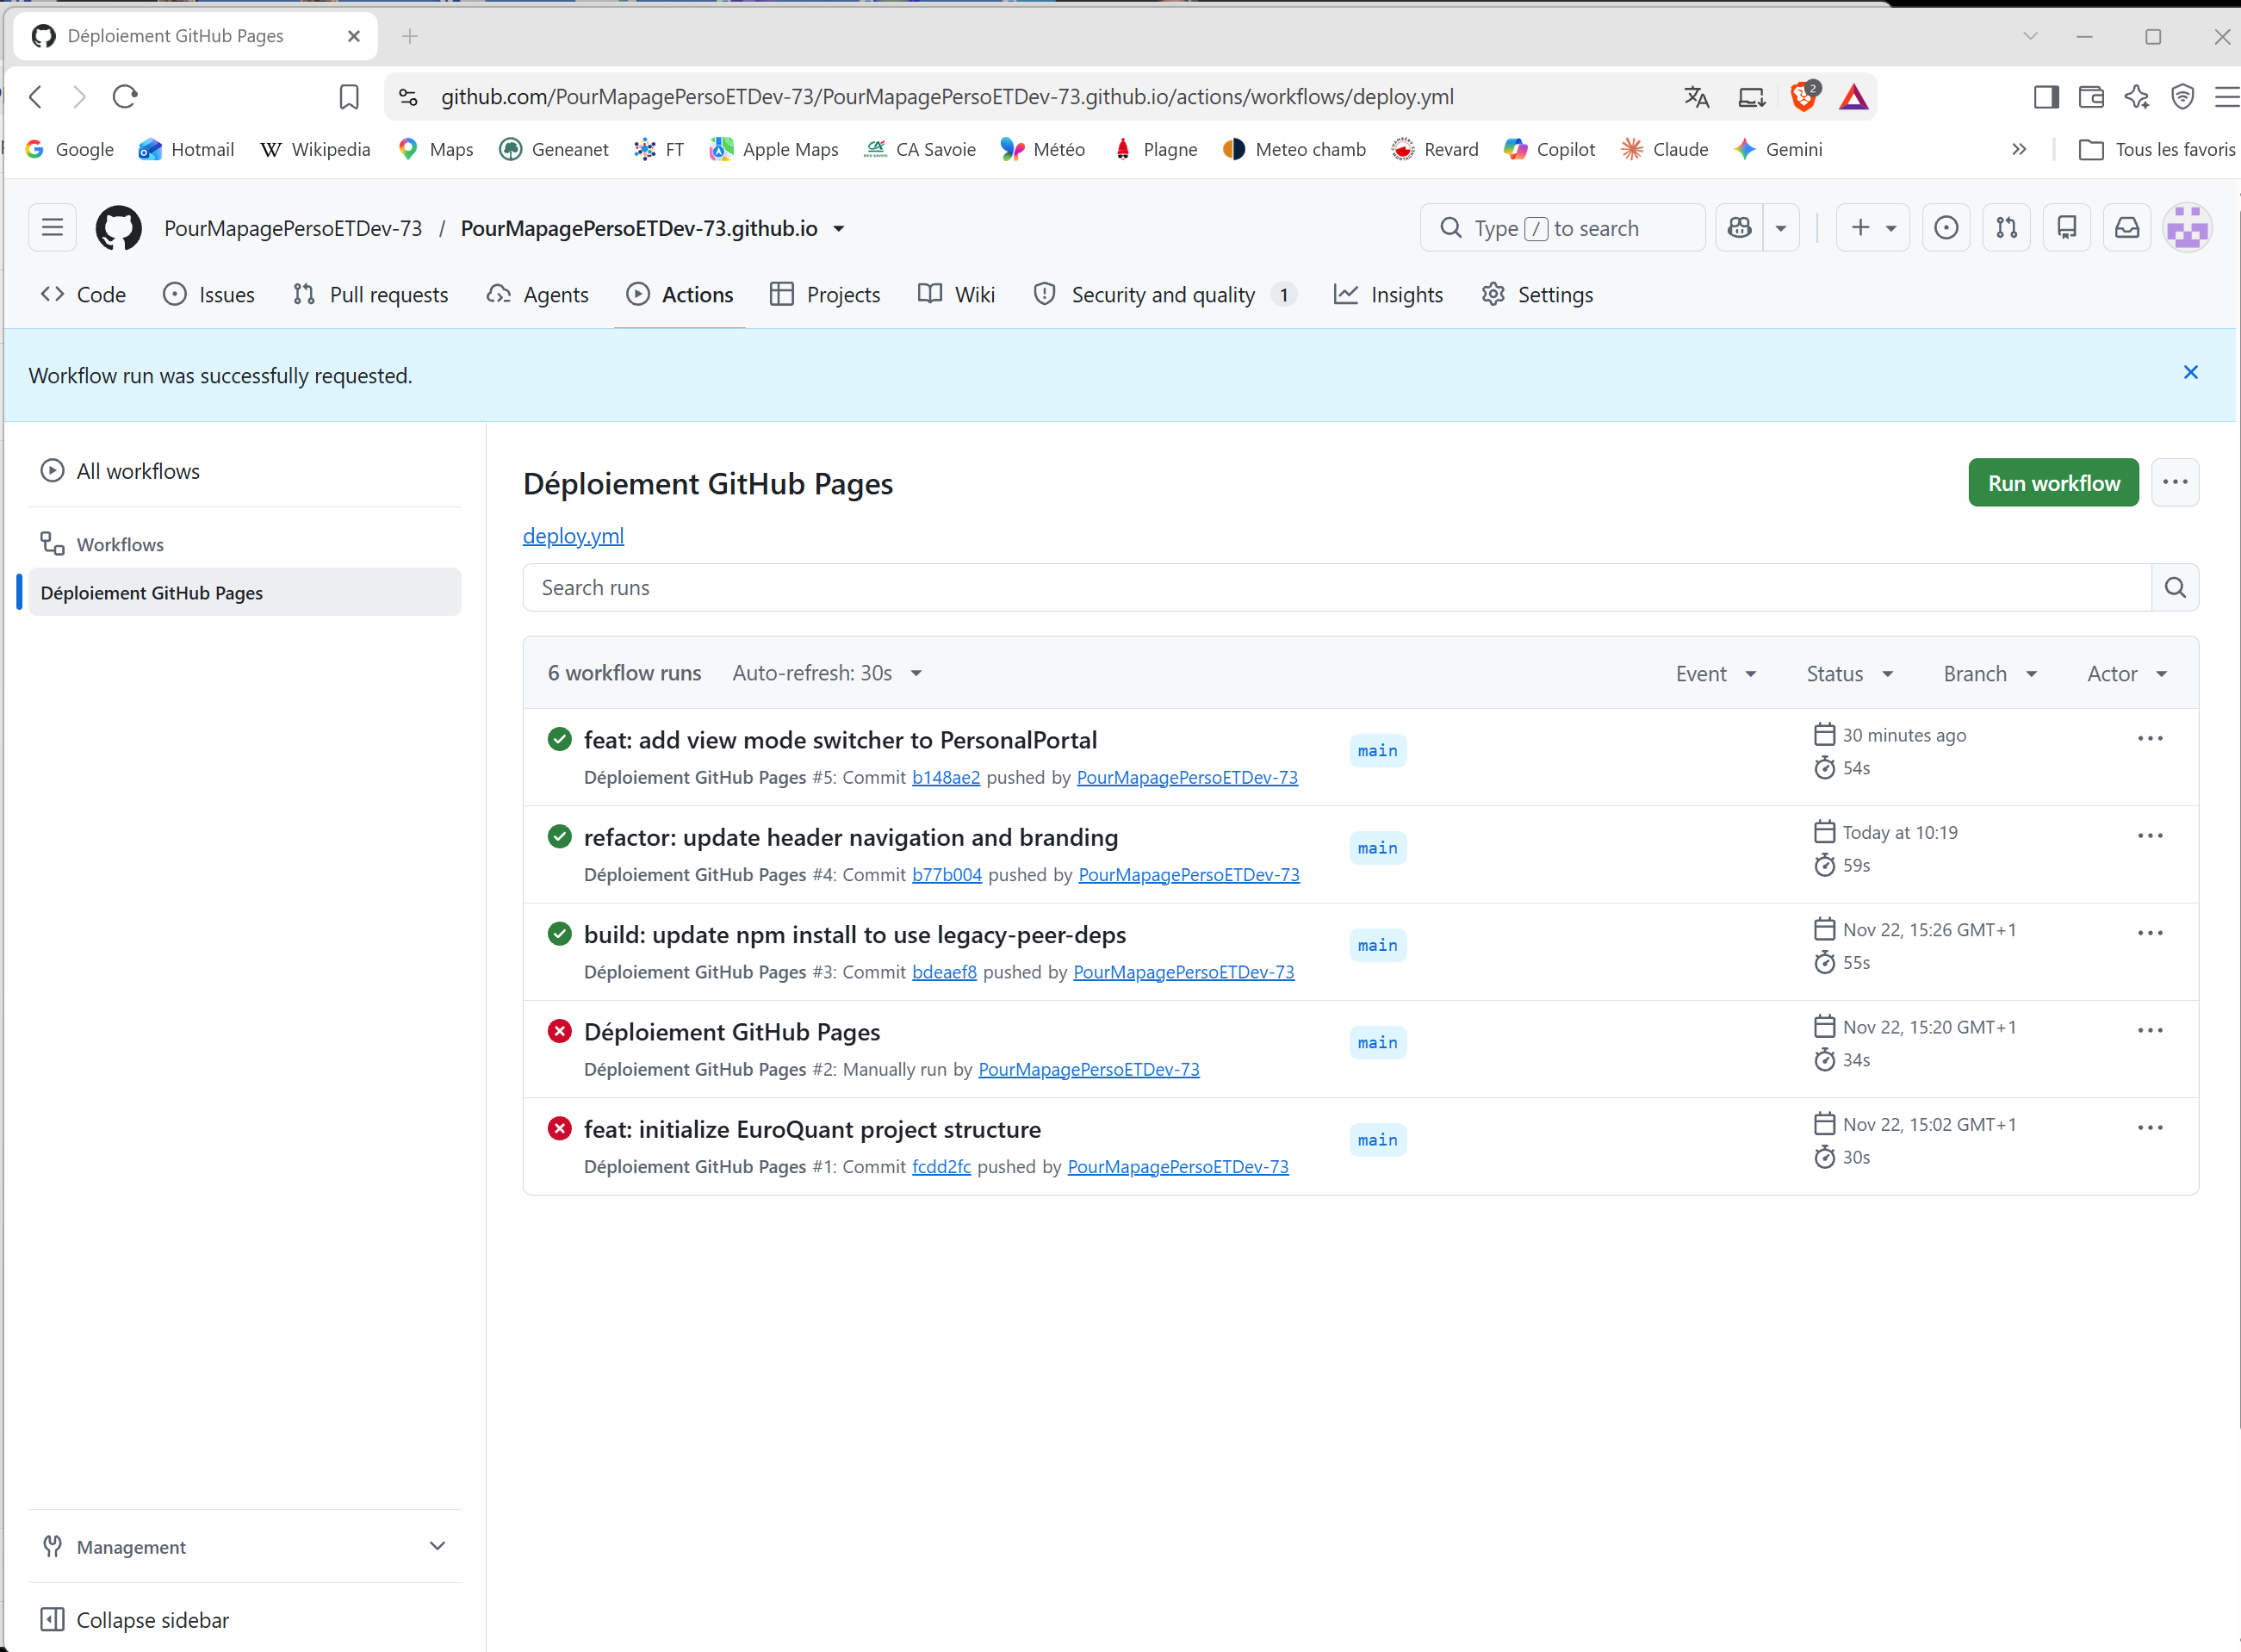 Déploiement GitHub Pages
github.com/PourMapagePersoETDev-73/PourMapagePersoETDev-73.github.io/actions/workflows/deploy.yml
2
Google Hotmail Wikipedia Maps Geneanet FT Apple Maps CA Savoie Météo Plagne Meteo chamb Revard Copilot Claude Gemini Tous les favoris
PourMapagePersoETDev-73 / PourMapagePersoETDev-73.github.io
Type / to search
Code Issues Pull requests Agents Actions Projects Wiki Security and quality 1 Insights Settings
Workflow run was successfully requested.
All workflows
Workflows
Déploiement GitHub Pages
Management
Collapse sidebar
Déploiement GitHub Pages
Run workflow
deploy.yml
Search runs
6 workflow runs Auto-refresh: 30s Event Status Branch Actor
feat: add view mode switcher to PersonalPortal
Déploiement GitHub Pages #5: Commit b148ae2 pushed by PourMapagePersoETDev-73
main
30 minutes ago
54s
refactor: update header navigation and branding
Déploiement GitHub Pages #4: Commit b77b004 pushed by PourMapagePersoETDev-73
main
Today at 10:19
59s
build: update npm install to use legacy-peer-deps
Déploiement GitHub Pages #3: Commit bdeaef8 pushed by PourMapagePersoETDev-73
main
Nov 22, 15:26 GMT+1
55s
Déploiement GitHub Pages
Déploiement GitHub Pages #2: Manually run by PourMapagePersoETDev-73
main
Nov 22, 15:20 GMT+1
34s
feat: initialize EuroQuant project structure
Déploiement GitHub Pages #1: Commit fcdd2fc pushed by PourMapagePersoETDev-73
main
Nov 22, 15:02 GMT+1
30s